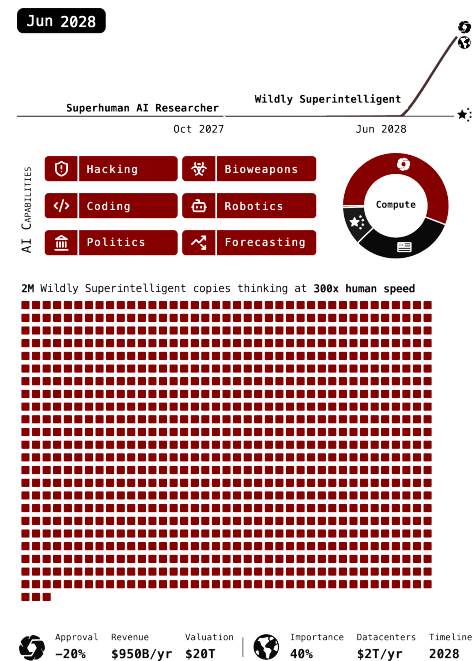 Jun 2028
Wildly Superintelligent
Superhuman AI Researcher
Oct 2027 Jun 2028
AI Capabilities
Hacking Bioweapons
Coding Robotics
Politics Forecasting
Compute
2M Wildly Superintelligent copies thinking at 300x human speed
Approval Revenue Valuation Importance Datacenters Timeline
−20% $950B/yr $20T 40% $2T/yr 2028